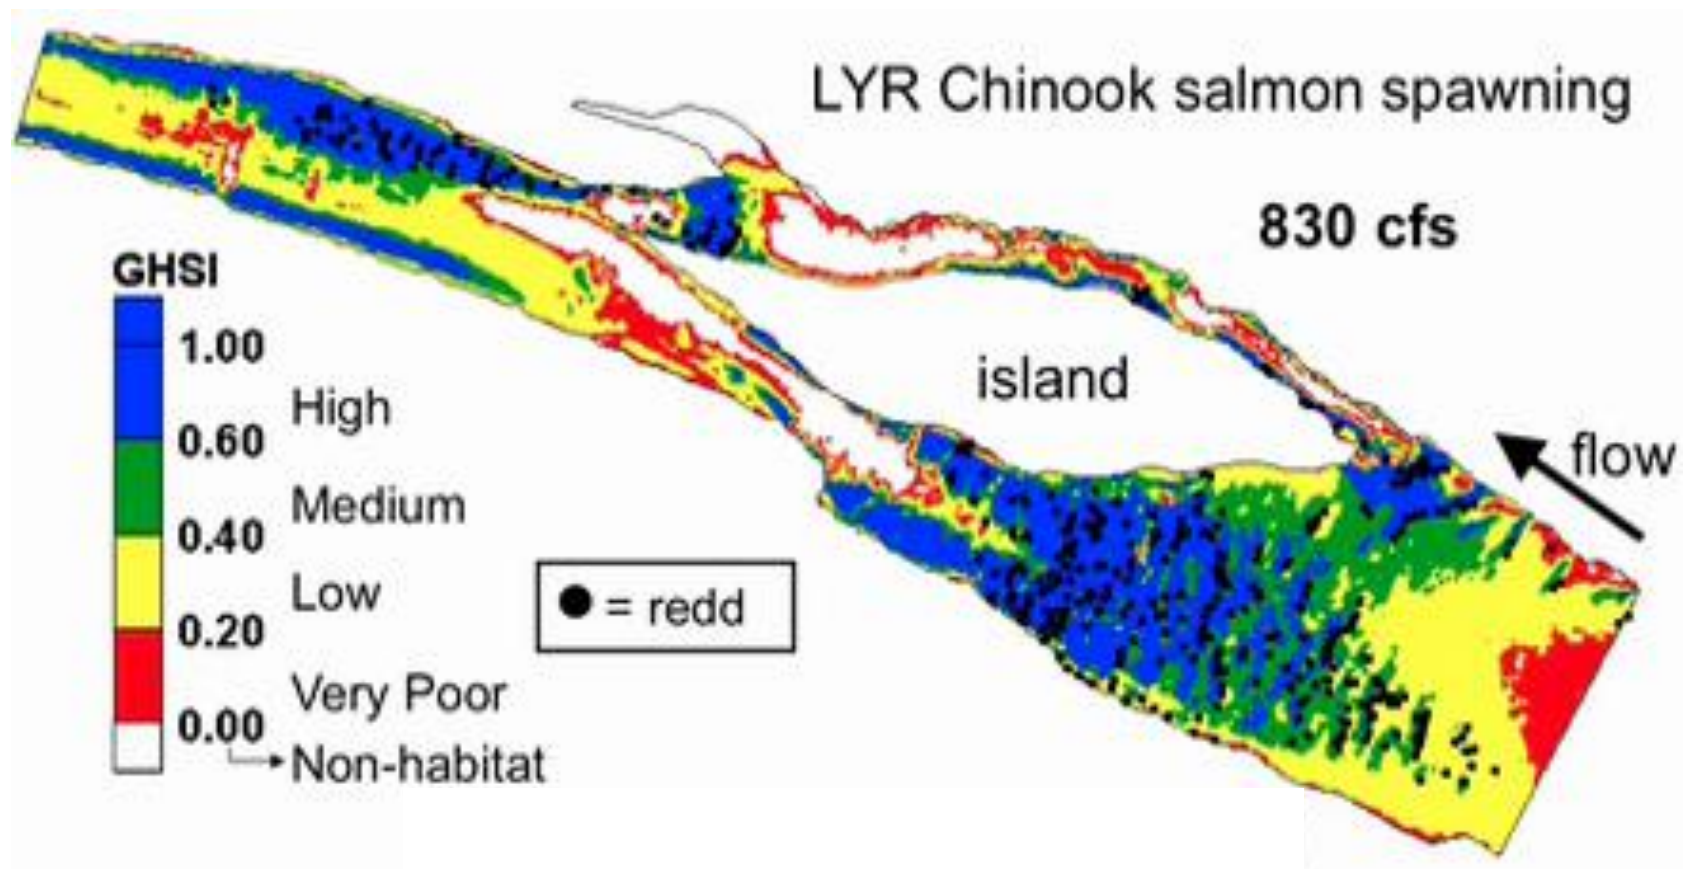 LYR Chinook salmon spawning
830 cfs
GHSI
1.00
High
0.60
Medium
0.40
Low
0.20
Very Poor
0.00
Non-habitat
= redd
island
flow